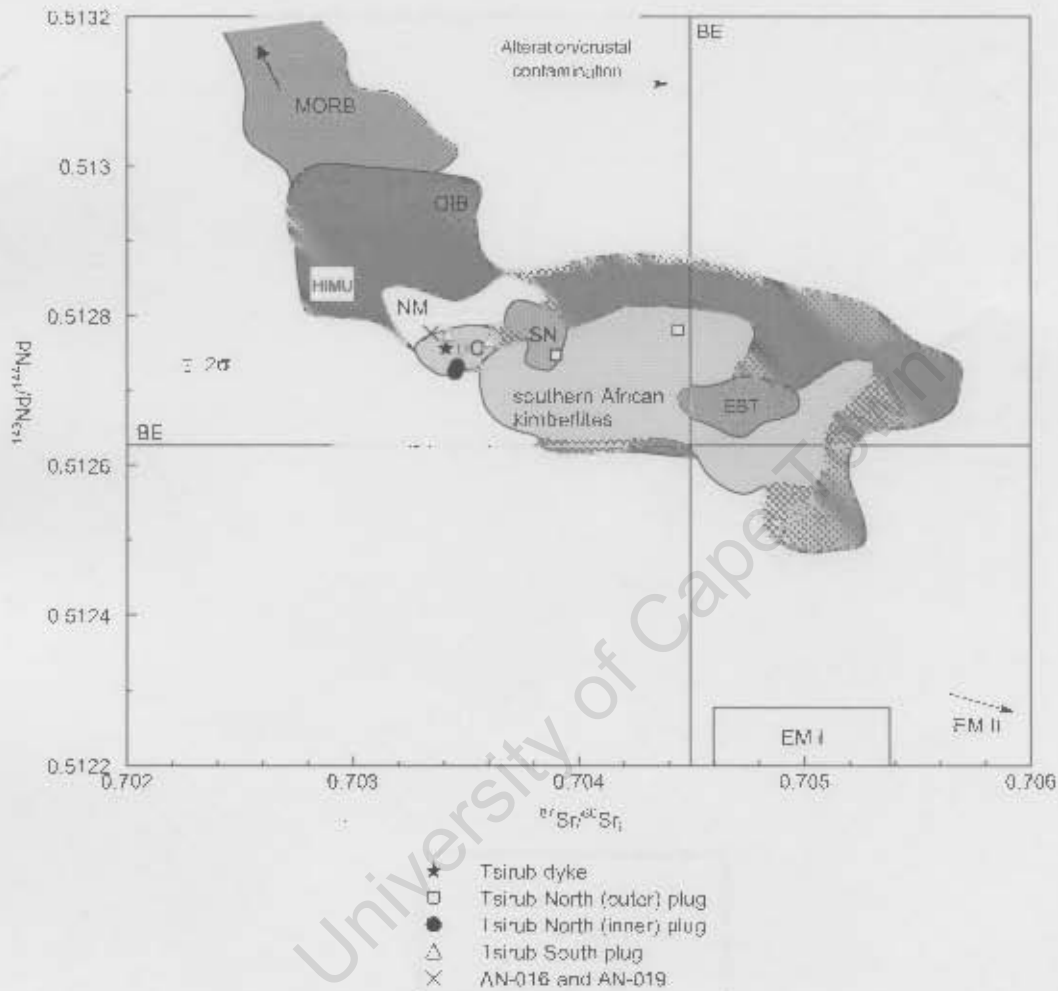 0.5132
BE
Alteration/crustal
contamination
MORB
0.513
OIB
HIMU
NM
0.5128
SN
2σ
southern African
kimberlites
EBT
BE
0.5126
0.5124
EM I
EM II
0.5122
0.702
0.703
0.704
0.705
0.706
Tsirub dyke
Tsirub North (outer) plug
Tsirub North (inner) plug
Tsirub South plug
AN-016 and AN-019
University of Cape Town